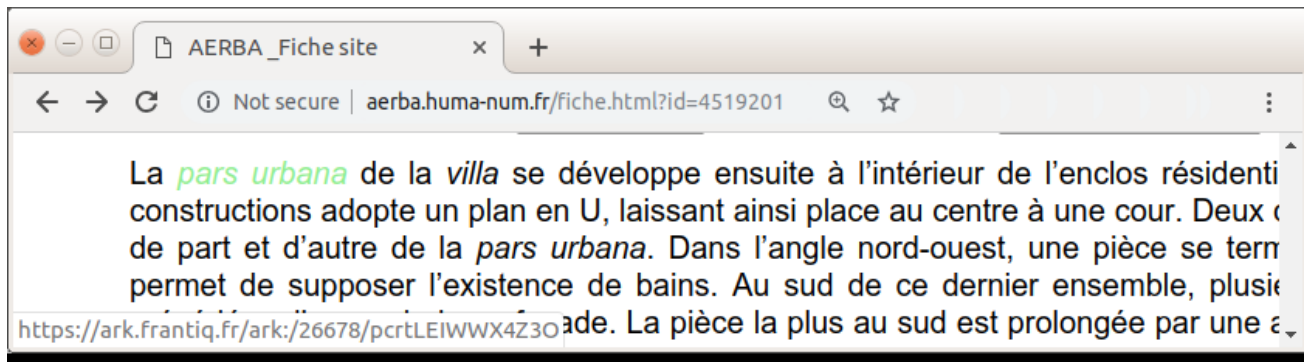 AERBA _Fiche site
Not secure | aerba.huma-num.fr/fiche.html?id=4519201
La pars urbana de la villa se développe ensuite à l’intérieur de l’enclos résidenti
constructions adopte un plan en U, laissant ainsi place au centre à une cour. Deux
de part et d’autre de la pars urbana. Dans l’angle nord-ouest, une pièce se term
permet de supposer l’existence de bains. Au sud de ce dernier ensemble, plusie
ade. La pièce la plus au sud est prolongée par une a
https://ark.frantiq.fr/ark:/26678/pcrtLEIWWX4Z3O